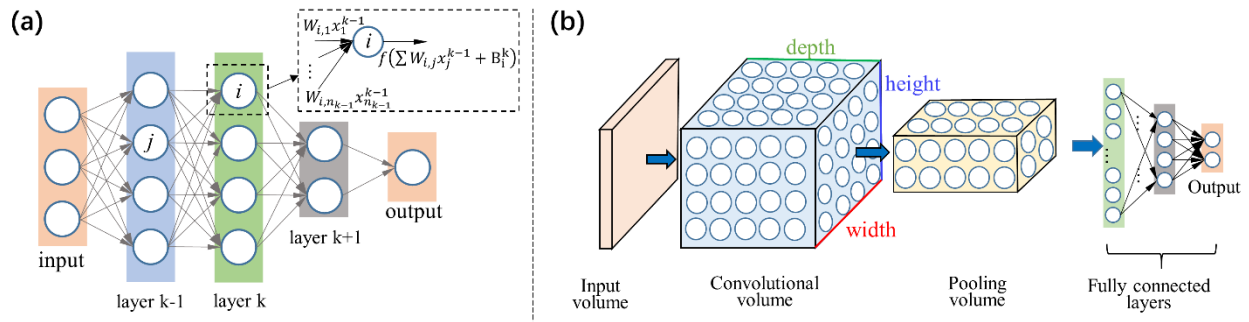 (a)
W_{i,1}x_1^{k-1}
⋮
W_{i,n_{k-1}}x_{n_{k-1}}^{k-1}
i
f(∑ W_{i,j}x_j^{k-1} + B_i^k)
i
j
input
layer k-1
layer k
layer k+1
output
(b)
depth
height
width
Input
volume
Convolutional
volume
Pooling
volume
Output
Fully connected
layers